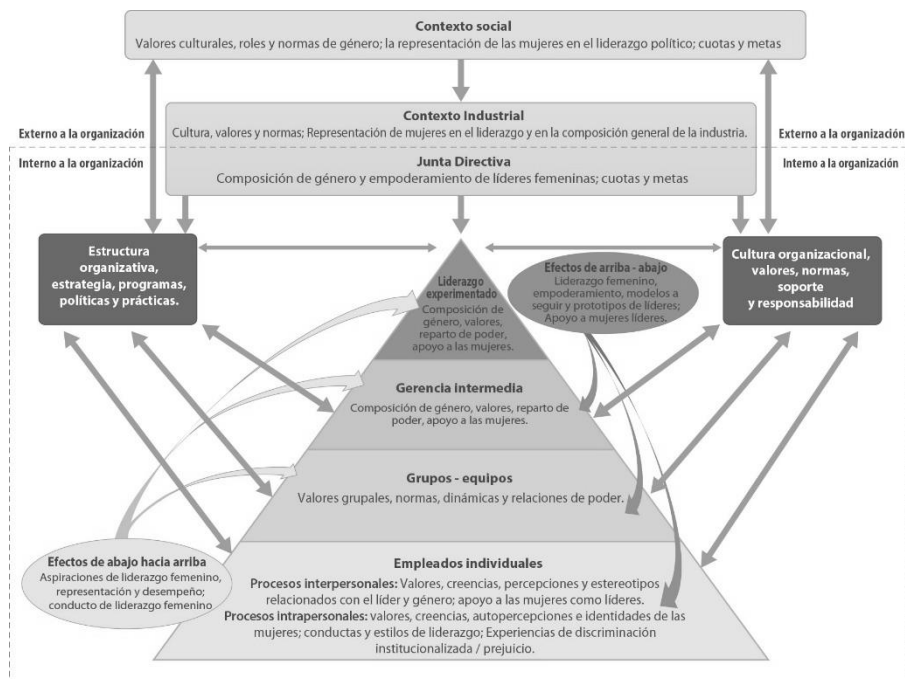 Contexto social
Valores culturales, roles y normas de género; la representación de las mujeres en el liderazgo político; cuotas y metas
Contexto Industrial
Cultura, valores y normas; Representación de mujeres en el liderazgo y en la composición general de la industria.
Externo a la organización
Externo a la organización
Interno a la organización
Interno a la organización
Junta Directiva
Composición de género y empoderamiento de líderes femeninas; cuotas y metas
Estructura
organizativa,
estrategia, programas,
políticas y prácticas.
Cultura organizacional,
valores, normas,
soporte
y responsabilidad
Liderazgo
experimentado
Composición de
género, valores,
reparto de
poder,
apoyo a las
mujeres.
Efectos de arriba - abajo
Liderazgo femenino,
empoderamiento, modelos a
seguir y prototipos de líderes;
Apoyo a mujeres líderes.
Gerencia intermedia
Composición de género, valores, reparto de
poder, apoyo a las mujeres.
Grupos - equipos
Valores grupales, normas, dinámicas y relaciones de poder.
Efectos de abajo hacia arriba
Aspiraciones de liderazgo femenino,
representación y desempeño;
conducto de liderazgo femenino
Empleados individuales
Procesos interpersonales: Valores, creencias, percepciones y estereotipos
relacionados con el líder y género; apoyo a las mujeres como líderes.
Procesos intrapersonales: valores, creencias, autopercepciones e identidades de las
mujeres; conductas y estilos de liderazgo; Experiencias de discriminación
institucionalizada / prejuicio.